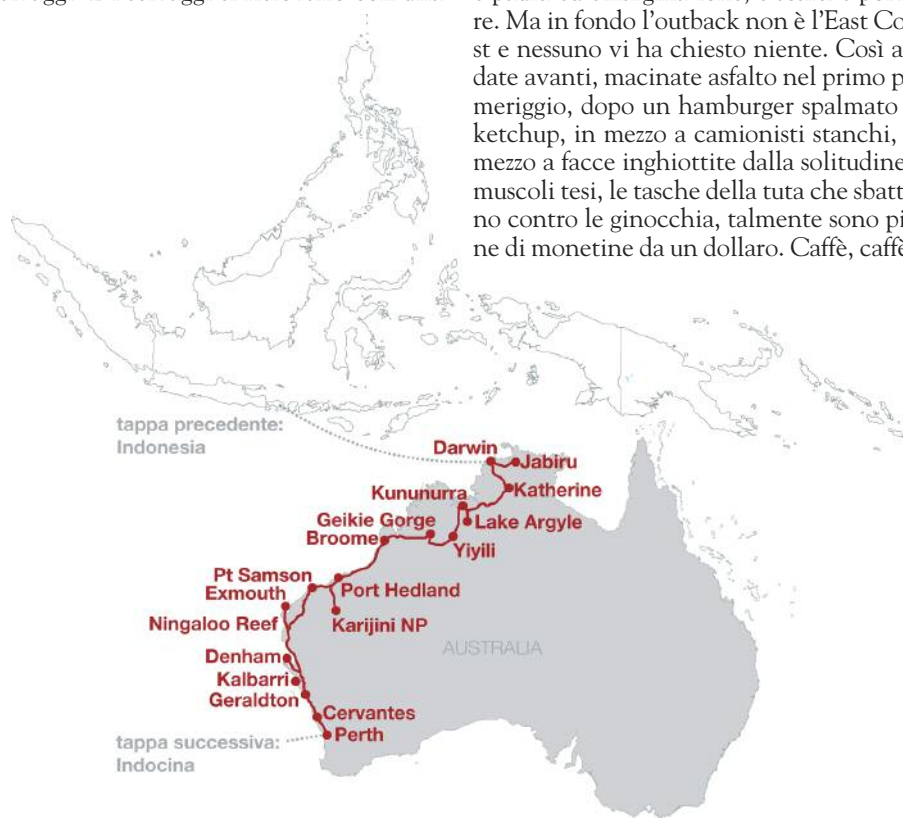 re. Ma in fondo l’outback non è l’East Co
st e nessuno vi ha chiesto niente. Così a
date avanti, macinate asfalto nel primo p
meriggio, dopo un hamburger spalmato
ketchup, in mezzo a camionisti stanchi,
mezzo a facce inghiottite dalla solitudine
muscoli tesi, le tasche della tuta che sbatt
no contro le ginocchia, talmente sono pi
ne di monetine da un dollaro. Caffè, caffè
tappa precedente:
Indonesia
Darwin
Jabiru
Kununurra
Katherine
Geikie Gorge
Lake Argyle
Broome
Yiyili
Pt Samson
Port Hedland
Exmouth
Ningaloo Reef
Karijini NP
AUSTRALIA
Denham
Kalbarri
Geraldton
Cervantes
tappa successiva:
Indocina
Perth